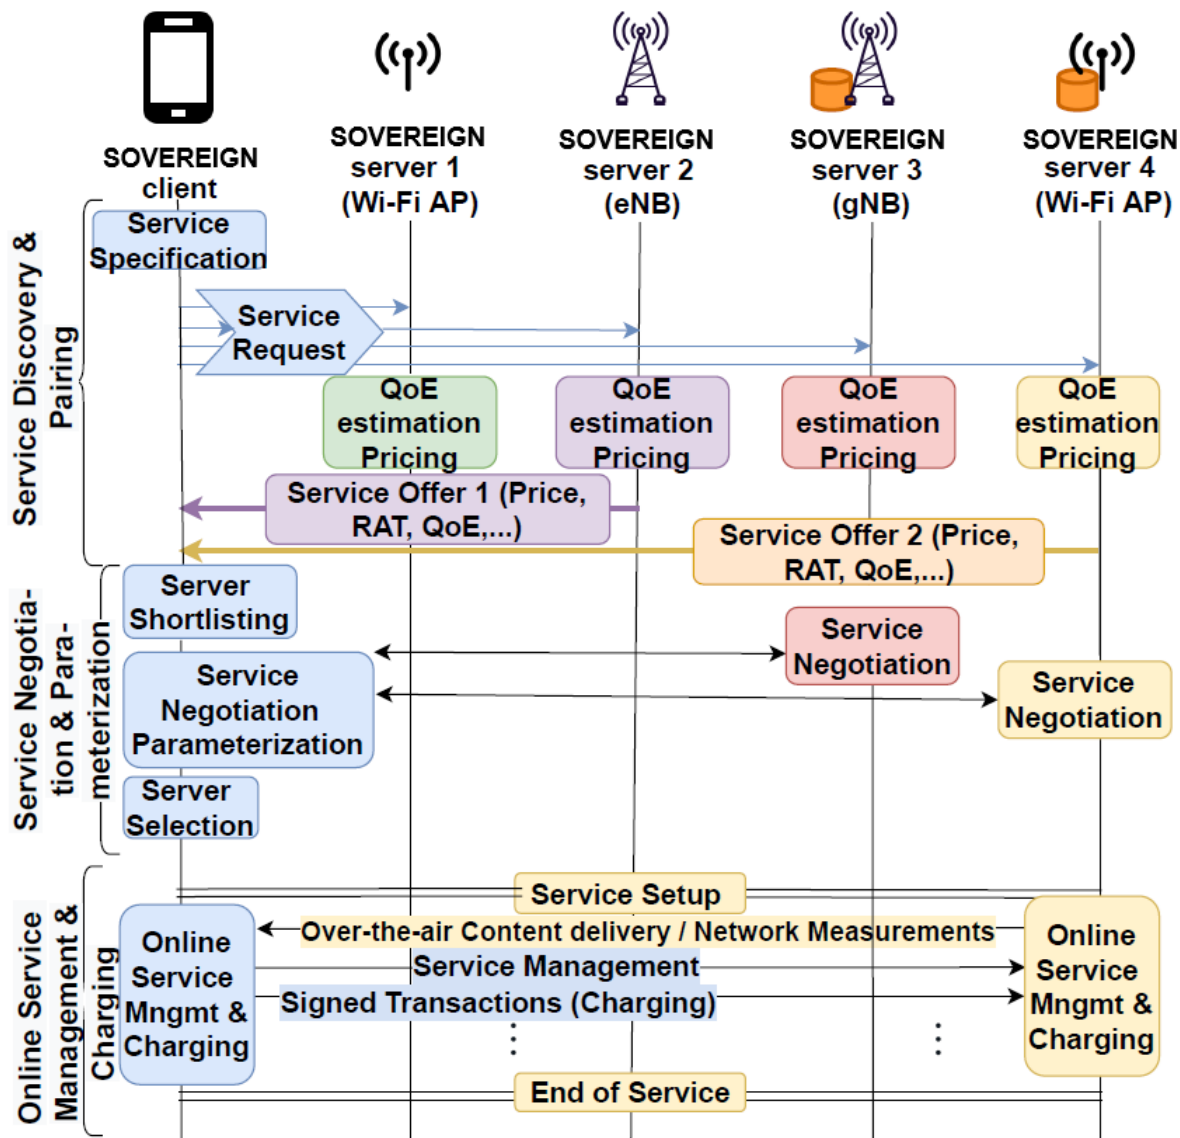 SOVEREIGN
client
SOVEREIGN
server 1
(Wi-Fi AP)
SOVEREIGN
server 2
(eNB)
SOVEREIGN
server 3
(gNB)
SOVEREIGN
server 4
(Wi-Fi AP)
Service Discovery &
Pairing
Service
Specification
Service
Request
QoE
estimation
Pricing
QoE
estimation
Pricing
QoE
estimation
Pricing
QoE
estimation
Pricing
Service Offer 1 (Price,
RAT, QoE,...)
Service Offer 2 (Price,
RAT, QoE,...)
Service Negotia-
tion & Para-
meterization
Server
Shortlisting
Service
Negotiation
Parameterization
Service
Negotiation
Service
Negotiation
Server
Selection
Online Service
Management &
Charging
Service Setup
Online
Service
Mngmt &
Charging
Over-the-air Content delivery / Network Measurements
Service Management
Signed Transactions (Charging)
Online
Service
Mngmt &
Charging
End of Service